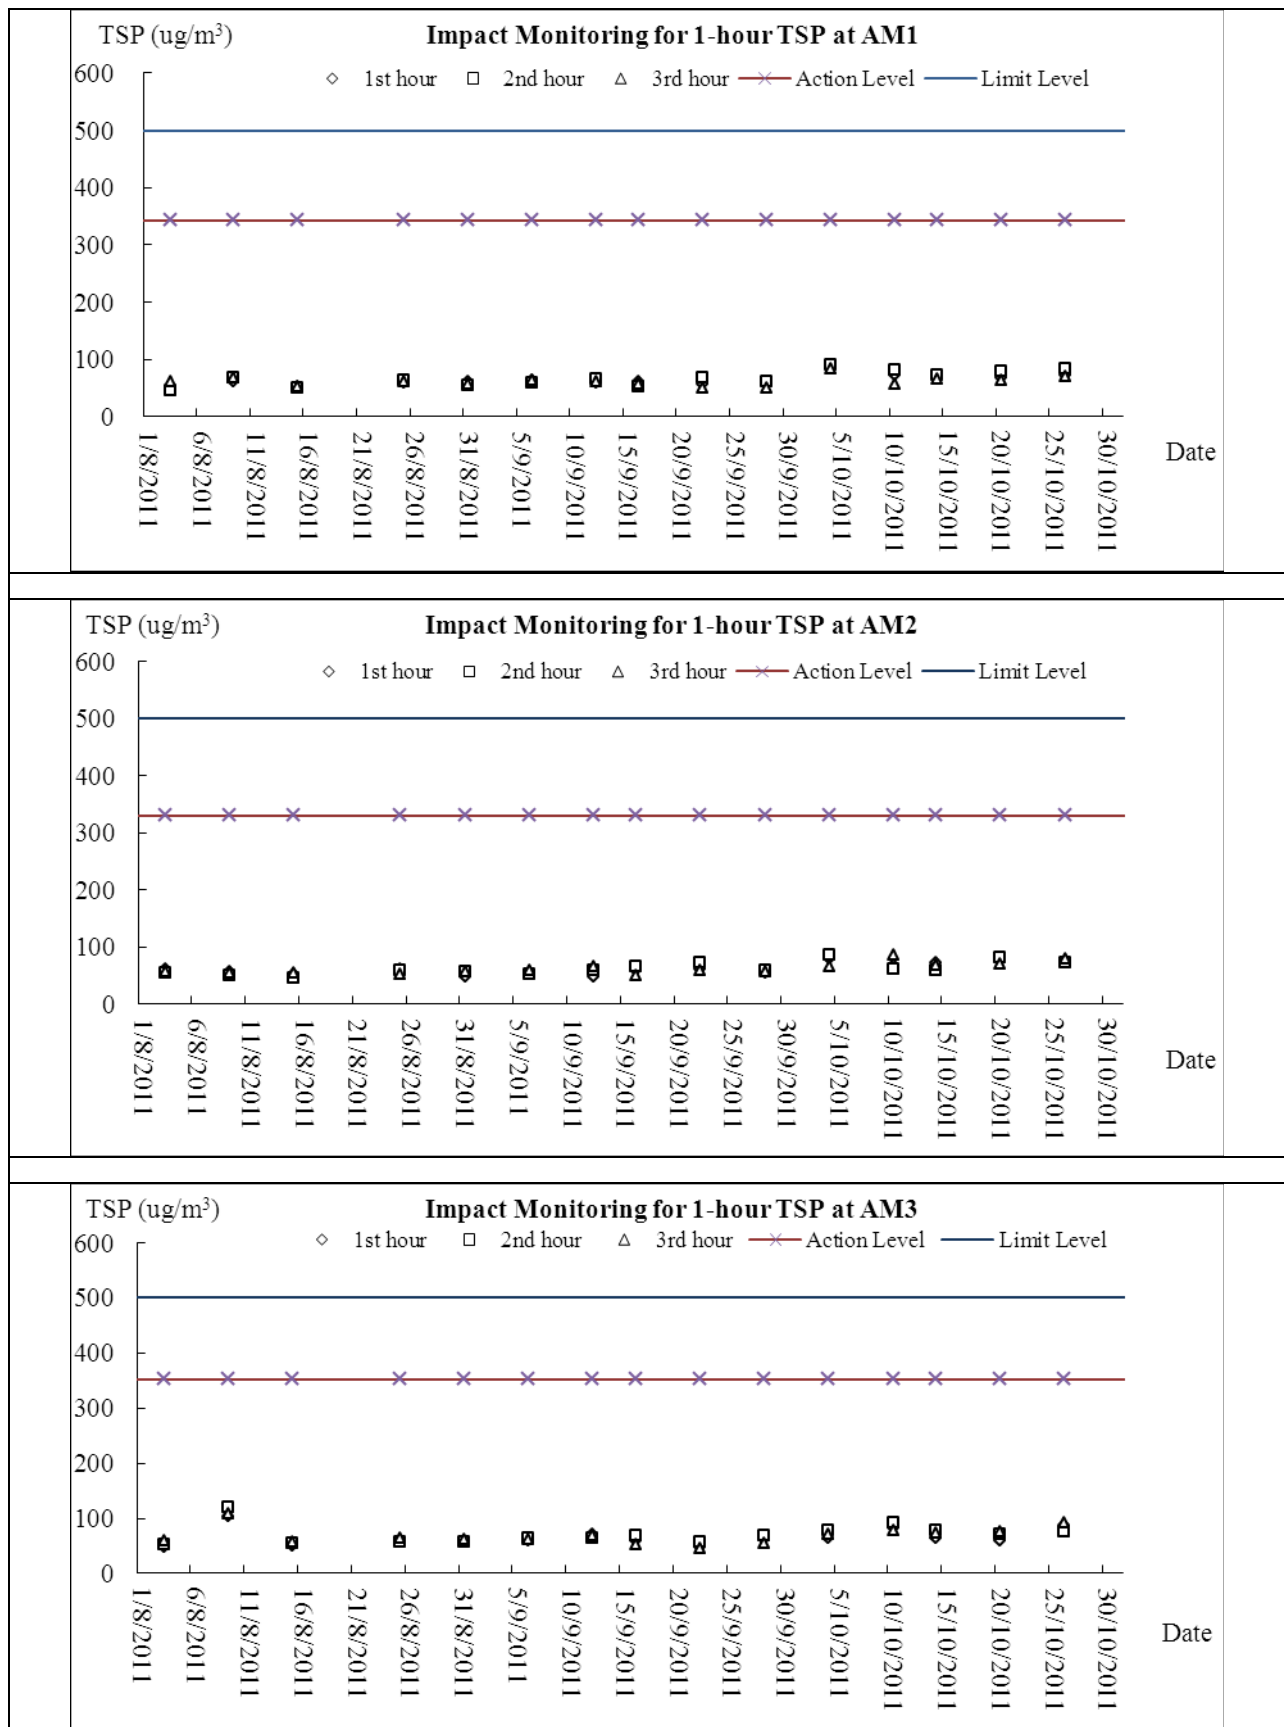 TSP (ug/m³) Impact Monitoring for 1-hour TSP at AM1
600
1st hour 2nd hour 3rd hour Action Level Limit Level
500
400
300
200
100
0
1/8/2011 6/8/2011 11/8/2011 16/8/2011 21/8/2011 26/8/2011 31/8/2011 5/9/2011 10/9/2011 15/9/2011 20/9/2011 25/9/2011 30/9/2011 5/10/2011 10/10/2011 15/10/2011 20/10/2011 25/10/2011 30/10/2011
Date
TSP (ug/m³) Impact Monitoring for 1-hour TSP at AM2
600
1st hour 2nd hour 3rd hour Action Level Limit Level
500
400
300
200
100
0
1/8/2011 6/8/2011 11/8/2011 16/8/2011 21/8/2011 26/8/2011 31/8/2011 5/9/2011 10/9/2011 15/9/2011 20/9/2011 25/9/2011 30/9/2011 5/10/2011 10/10/2011 15/10/2011 20/10/2011 25/10/2011 30/10/2011
Date
TSP (ug/m³) Impact Monitoring for 1-hour TSP at AM3
600
1st hour 2nd hour 3rd hour Action Level Limit Level
500
400
300
200
100
0
1/8/2011 6/8/2011 11/8/2011 16/8/2011 21/8/2011 26/8/2011 31/8/2011 5/9/2011 10/9/2011 15/9/2011 20/9/2011 25/9/2011 30/9/2011 5/10/2011 10/10/2011 15/10/2011 20/10/2011 25/10/2011 30/10/2011
Date